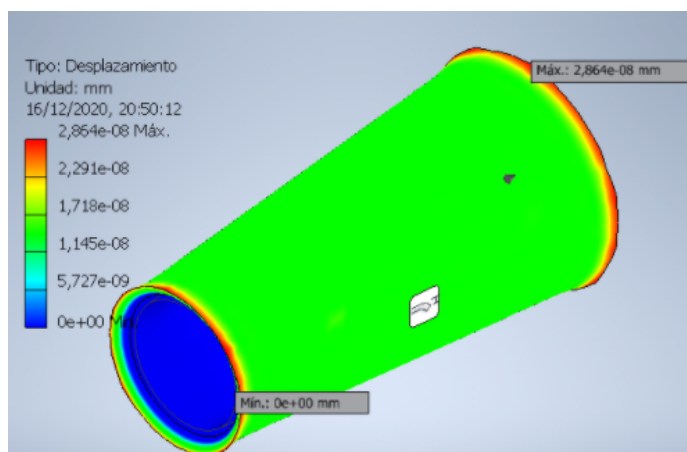 Tipo: Desplazamiento
Unidad: mm
16/12/2020, 20:50:12
2,864e-08 Máx.
2,291e-08
1,718e-08
1,145e-08
5,727e-09
0e+00 Mín.
Máx.: 2,864e-08 mm
Mín.: 0e+00 mm